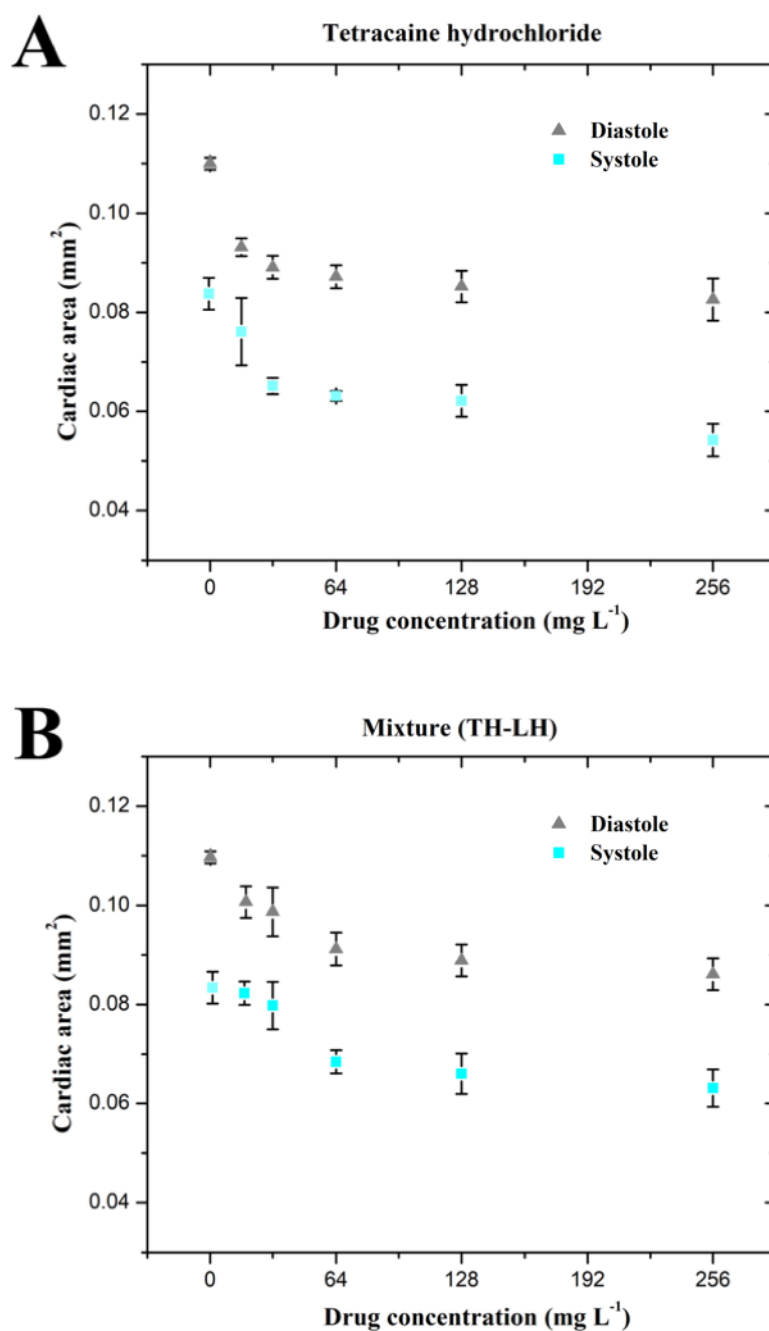 A
Tetracaine hydrochloride
0.12
Diastole
Systole
0.10
0.08
0.06
0.04
Cardiac area (mm²)
0 64 128 192 256
Drug concentration (mg L⁻¹)
B
Mixture (TH-LH)
0.12
Diastole
Systole
0.10
0.08
0.06
0.04
Cardiac area (mm²)
0 64 128 192 256
Drug concentration (mg L⁻¹)